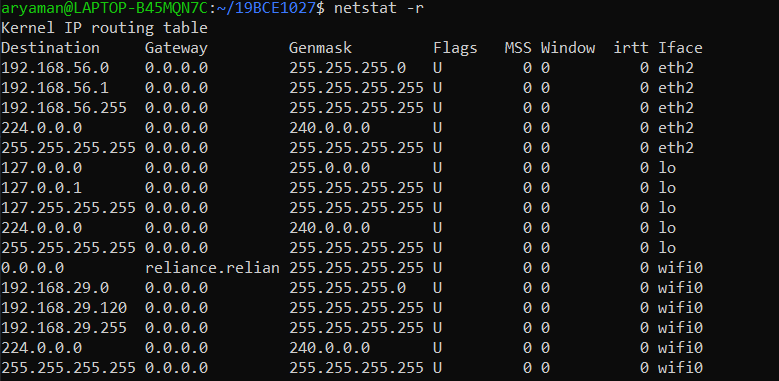 aryaman@LAPTOP-B45MQN7C:~/19BCE1027$ netstat -r
Kernel IP routing table
Destination Gateway Genmask Flags MSS Window irtt Iface
192.168.56.0 0.0.0.0 255.255.255.0 U 0 0 0 eth2
192.168.56.1 0.0.0.0 255.255.255.255 U 0 0 0 eth2
192.168.56.255 0.0.0.0 255.255.255.255 U 0 0 0 eth2
224.0.0.0 0.0.0.0 240.0.0.0 U 0 0 0 eth2
255.255.255.255 0.0.0.0 255.255.255.255 U 0 0 0 eth2
127.0.0.0 0.0.0.0 255.0.0.0 U 0 0 0 lo
127.0.0.1 0.0.0.0 255.255.255.255 U 0 0 0 lo
127.255.255.255 0.0.0.0 255.255.255.255 U 0 0 0 lo
224.0.0.0 0.0.0.0 240.0.0.0 U 0 0 0 lo
255.255.255.255 0.0.0.0 255.255.255.255 U 0 0 0 lo
0.0.0.0 reliance.relian 255.255.255.255 U 0 0 0 wifi0
192.168.29.0 0.0.0.0 255.255.255.0 U 0 0 0 wifi0
192.168.29.120 0.0.0.0 255.255.255.255 U 0 0 0 wifi0
192.168.29.255 0.0.0.0 255.255.255.255 U 0 0 0 wifi0
224.0.0.0 0.0.0.0 240.0.0.0 U 0 0 0 wifi0
255.255.255.255 0.0.0.0 255.255.255.255 U 0 0 0 wifi0